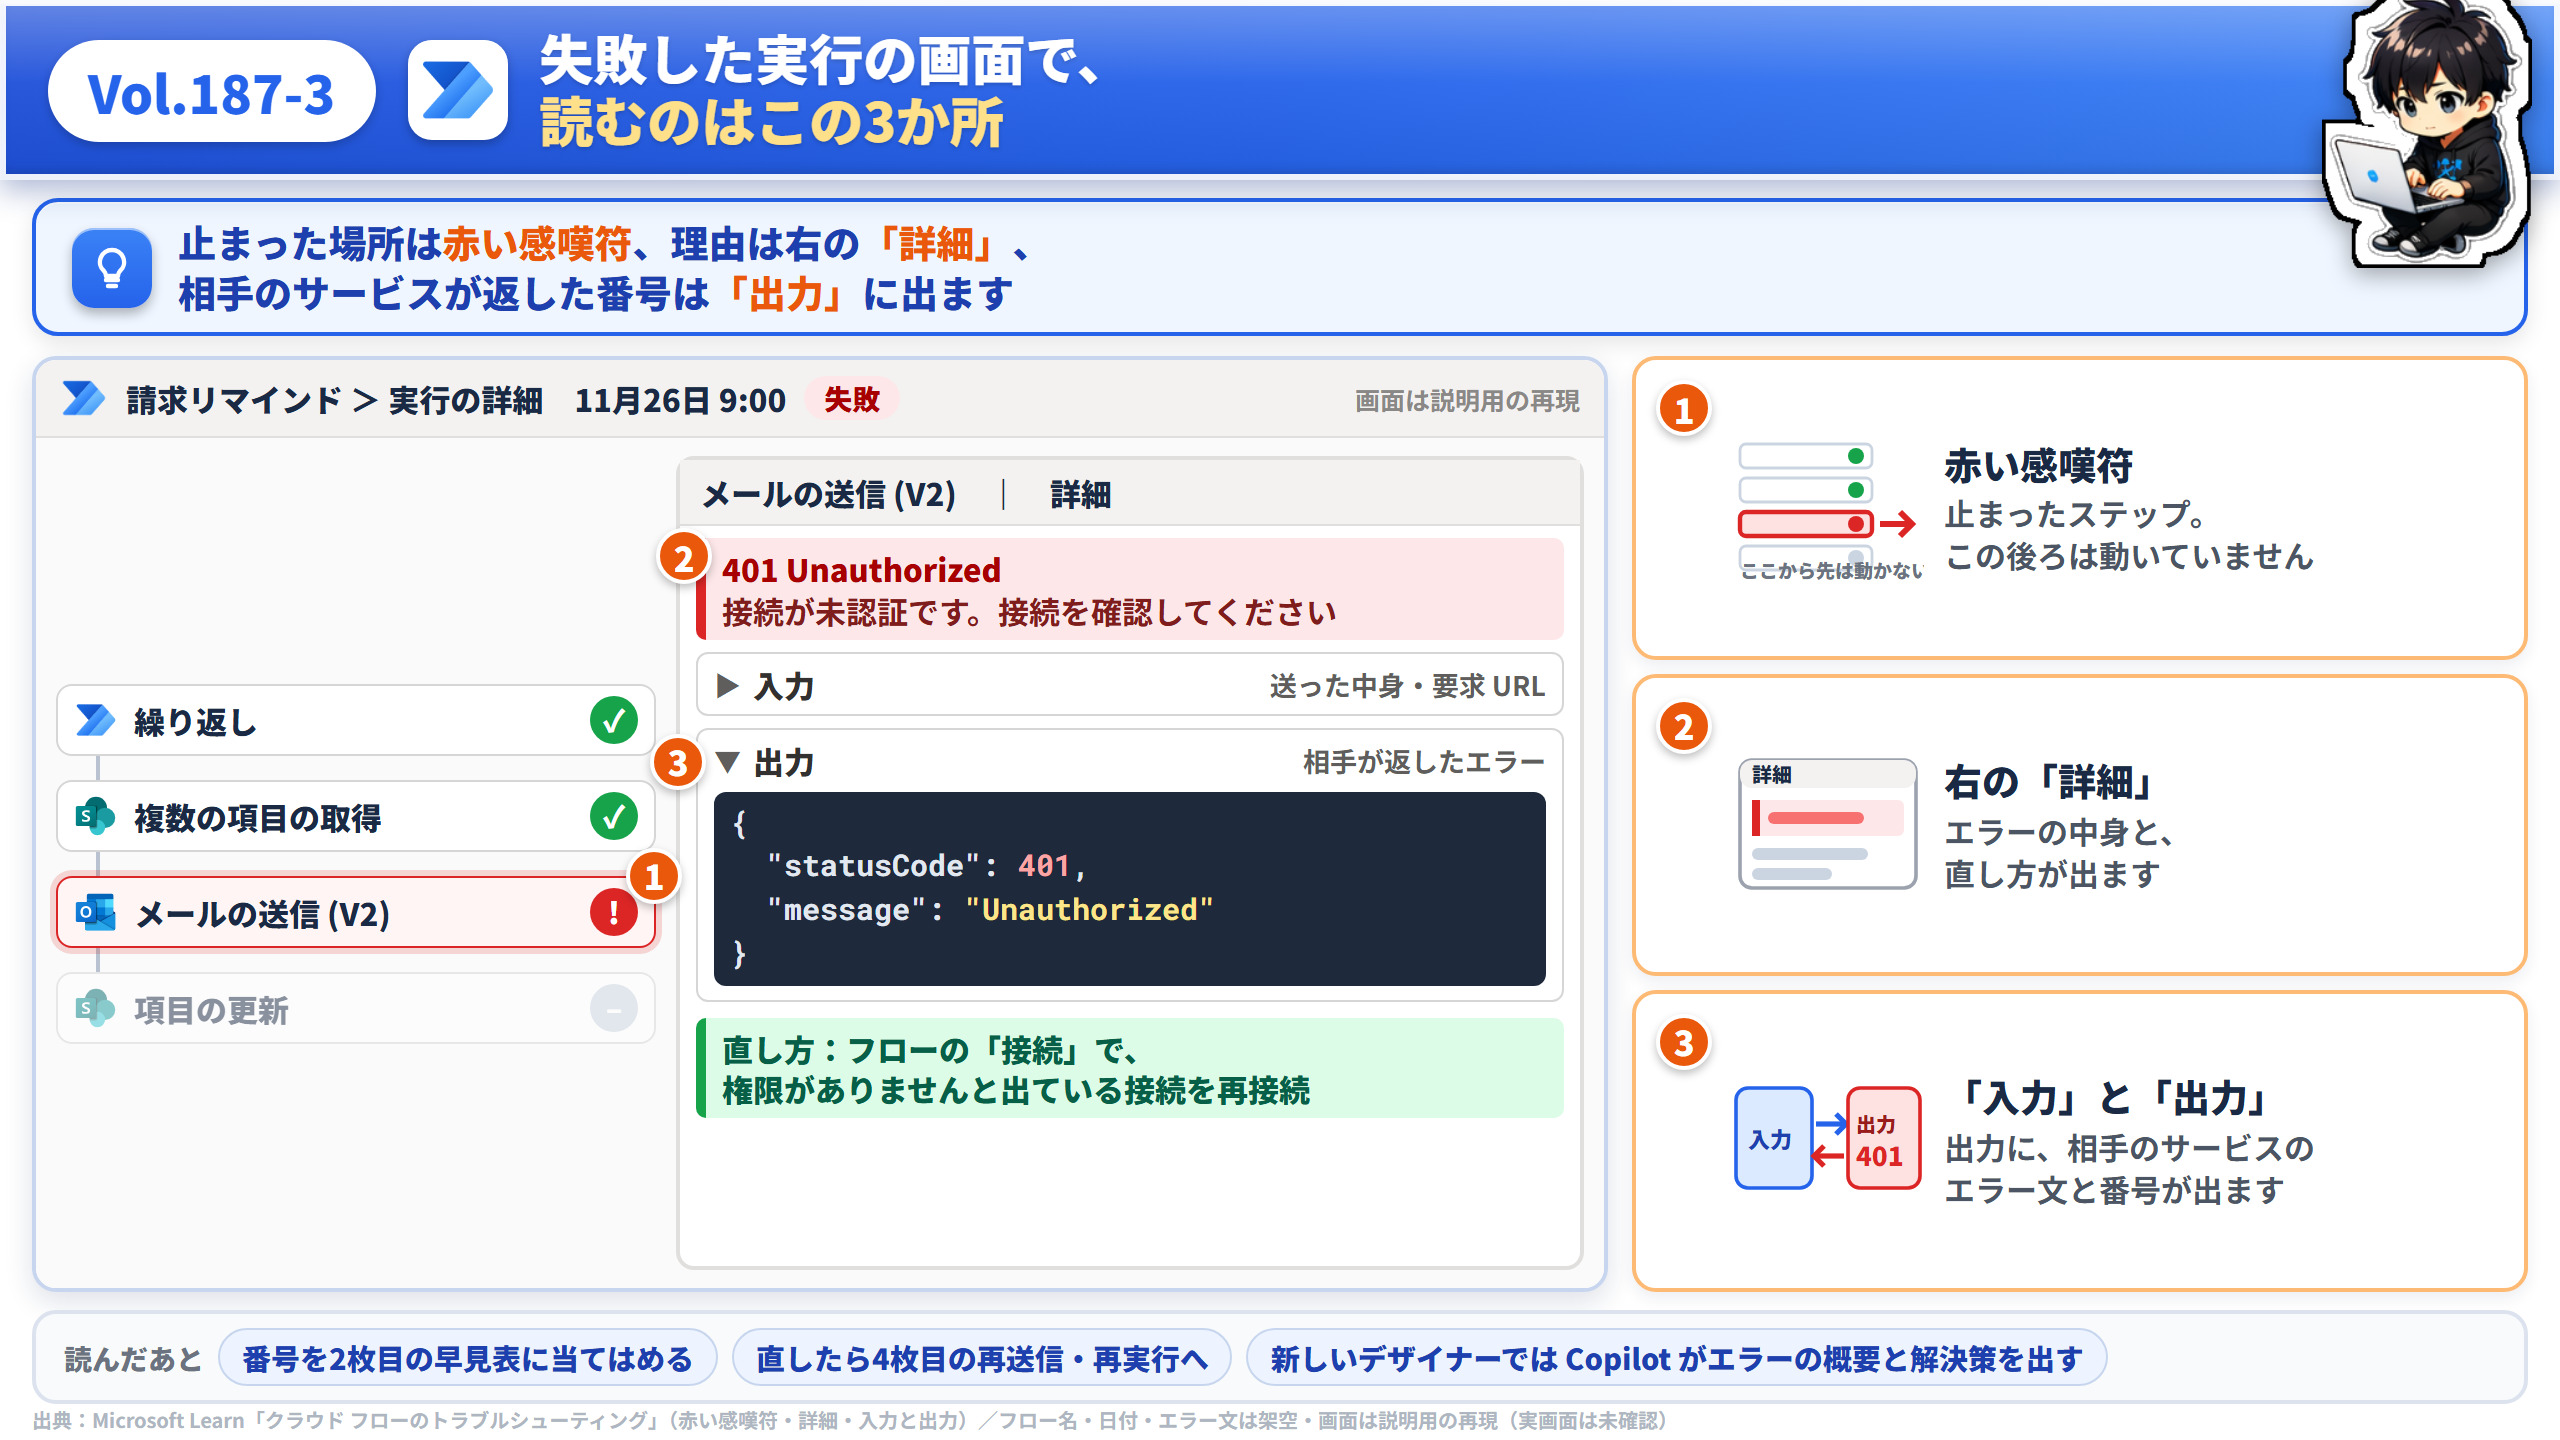 Vol.187-3
失敗した実行の画面で、
読むのはこの3か所
止まった場所は赤い感嘆符、理由は右の「詳細」、
相手のサービスが返した番号は「出力」に出ます
請求リマインド > 実行の詳細 11月26日 9:00 失敗 画面は説明用の再現
繰り返し
複数の項目の取得
1
メールの送信 (V2) !
項目の更新
メールの送信 (V2) | 詳細
2
401 Unauthorized
接続が未認証です。接続を確認してください
▶ 入力 送った中身・要求 URL
3
▼ 出力 相手が返したエラー
{
"statusCode": 401,
"message": "Unauthorized"
}
直し方：フローの「接続」で、
権限がありませんと出ている接続を再接続
1
ここから先は動かない
赤い感嘆符
止まったステップ。
この後ろは動いていません
2
詳細
右の「詳細」
エラーの中身と、
直し方が出ます
3
入力
出力
401
「入力」と「出力」
出力に、相手のサービスの
エラー文と番号が出ます
読んだあと 番号を2枚目の早見表に当てはめる 直したら4枚目の再送信・再実行へ 新しいデザイナーでは Copilot がエラーの概要と解決策を出す
出典：Microsoft Learn「クラウド フローのトラブルシューティング」（赤い感嘆符・詳細・入力と出力）／フロー名・日付・エラー文は架空・画面は説明用の再現（実画面は未確認）